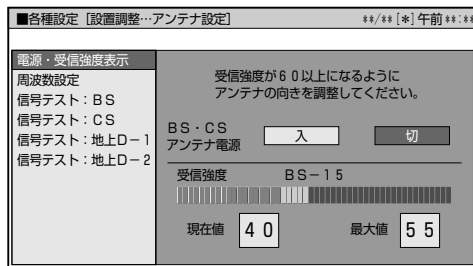 ■各種設定［設置調整…アンテナ設定］ **/**[*]午前**:**
電源・受信強度表示
周波数設定
信号テスト：ＢＳ
信号テスト：ＣＳ
信号テスト：地上Ｄ－１
信号テスト：地上Ｄ－２
受信強度が６０以上になるように
アンテナの向きを調整してください。
ＢＳ・ＣＳ
アンテナ電源 入 切
受信強度 ＢＳ－１５
現在値 ４０ 最大値 ５５